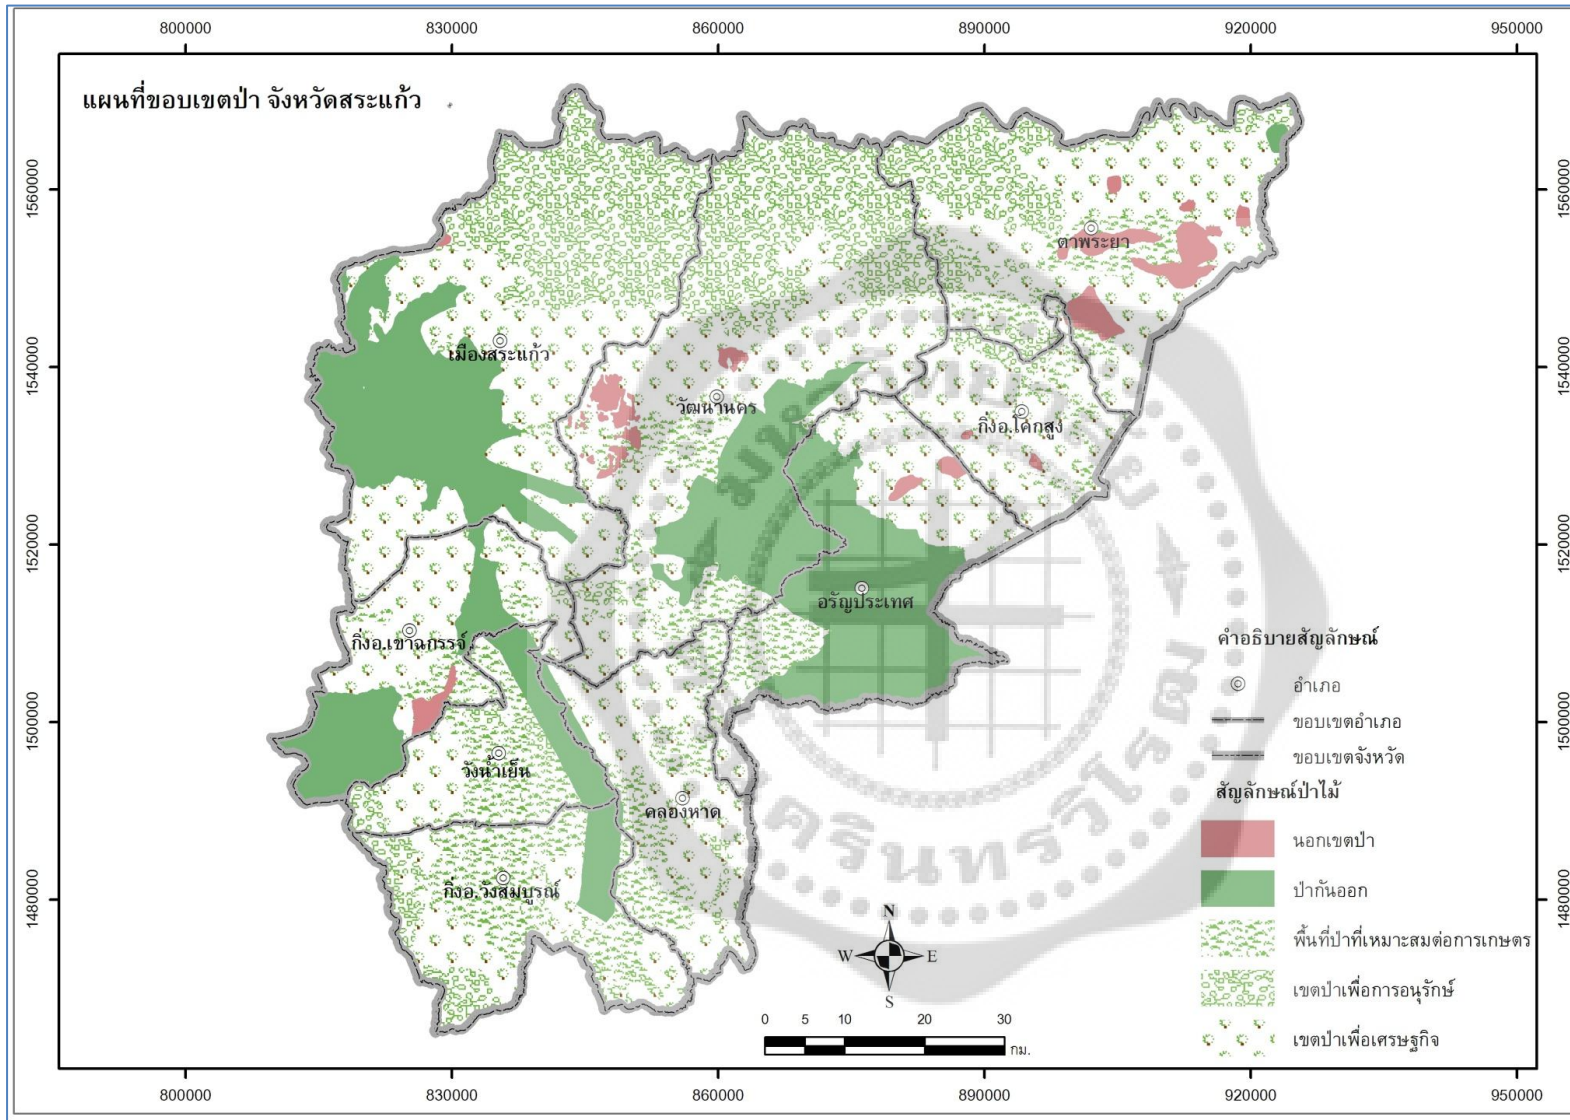 800000 830000 860000 890000 920000 950000
แผนที่ขอบเขตป่า จังหวัดสระแก้ว
1560000 1560000
ตาพระยา
เมืองสระแก้ว
1540000 1540000
วัฒนานคร
กิ่งอ.โคกสูง
1520000 1520000
อรัญประเทศ
กิ่งอ.เขาฉกรรจ์
1500000 1500000
วังน้ำเย็น
คลองหาด
กิ่งอ.วังสมบูรณ์
1480000 1480000
คำอธิบายสัญลักษณ์
อำเภอ
ขอบเขตอำเภอ
ขอบเขตจังหวัด
สัญลักษณ์ป่าไม้
นอกเขตป่า
ป่ากันออก
พื้นที่ป่าที่เหมาะสมต่อการเกษตร
เขตป่าเพื่อการอนุรักษ์
เขตป่าเพื่อเศรษฐกิจ
N
W E
S
0 5 10 20 30
กม.
800000 830000 860000 890000 920000 950000